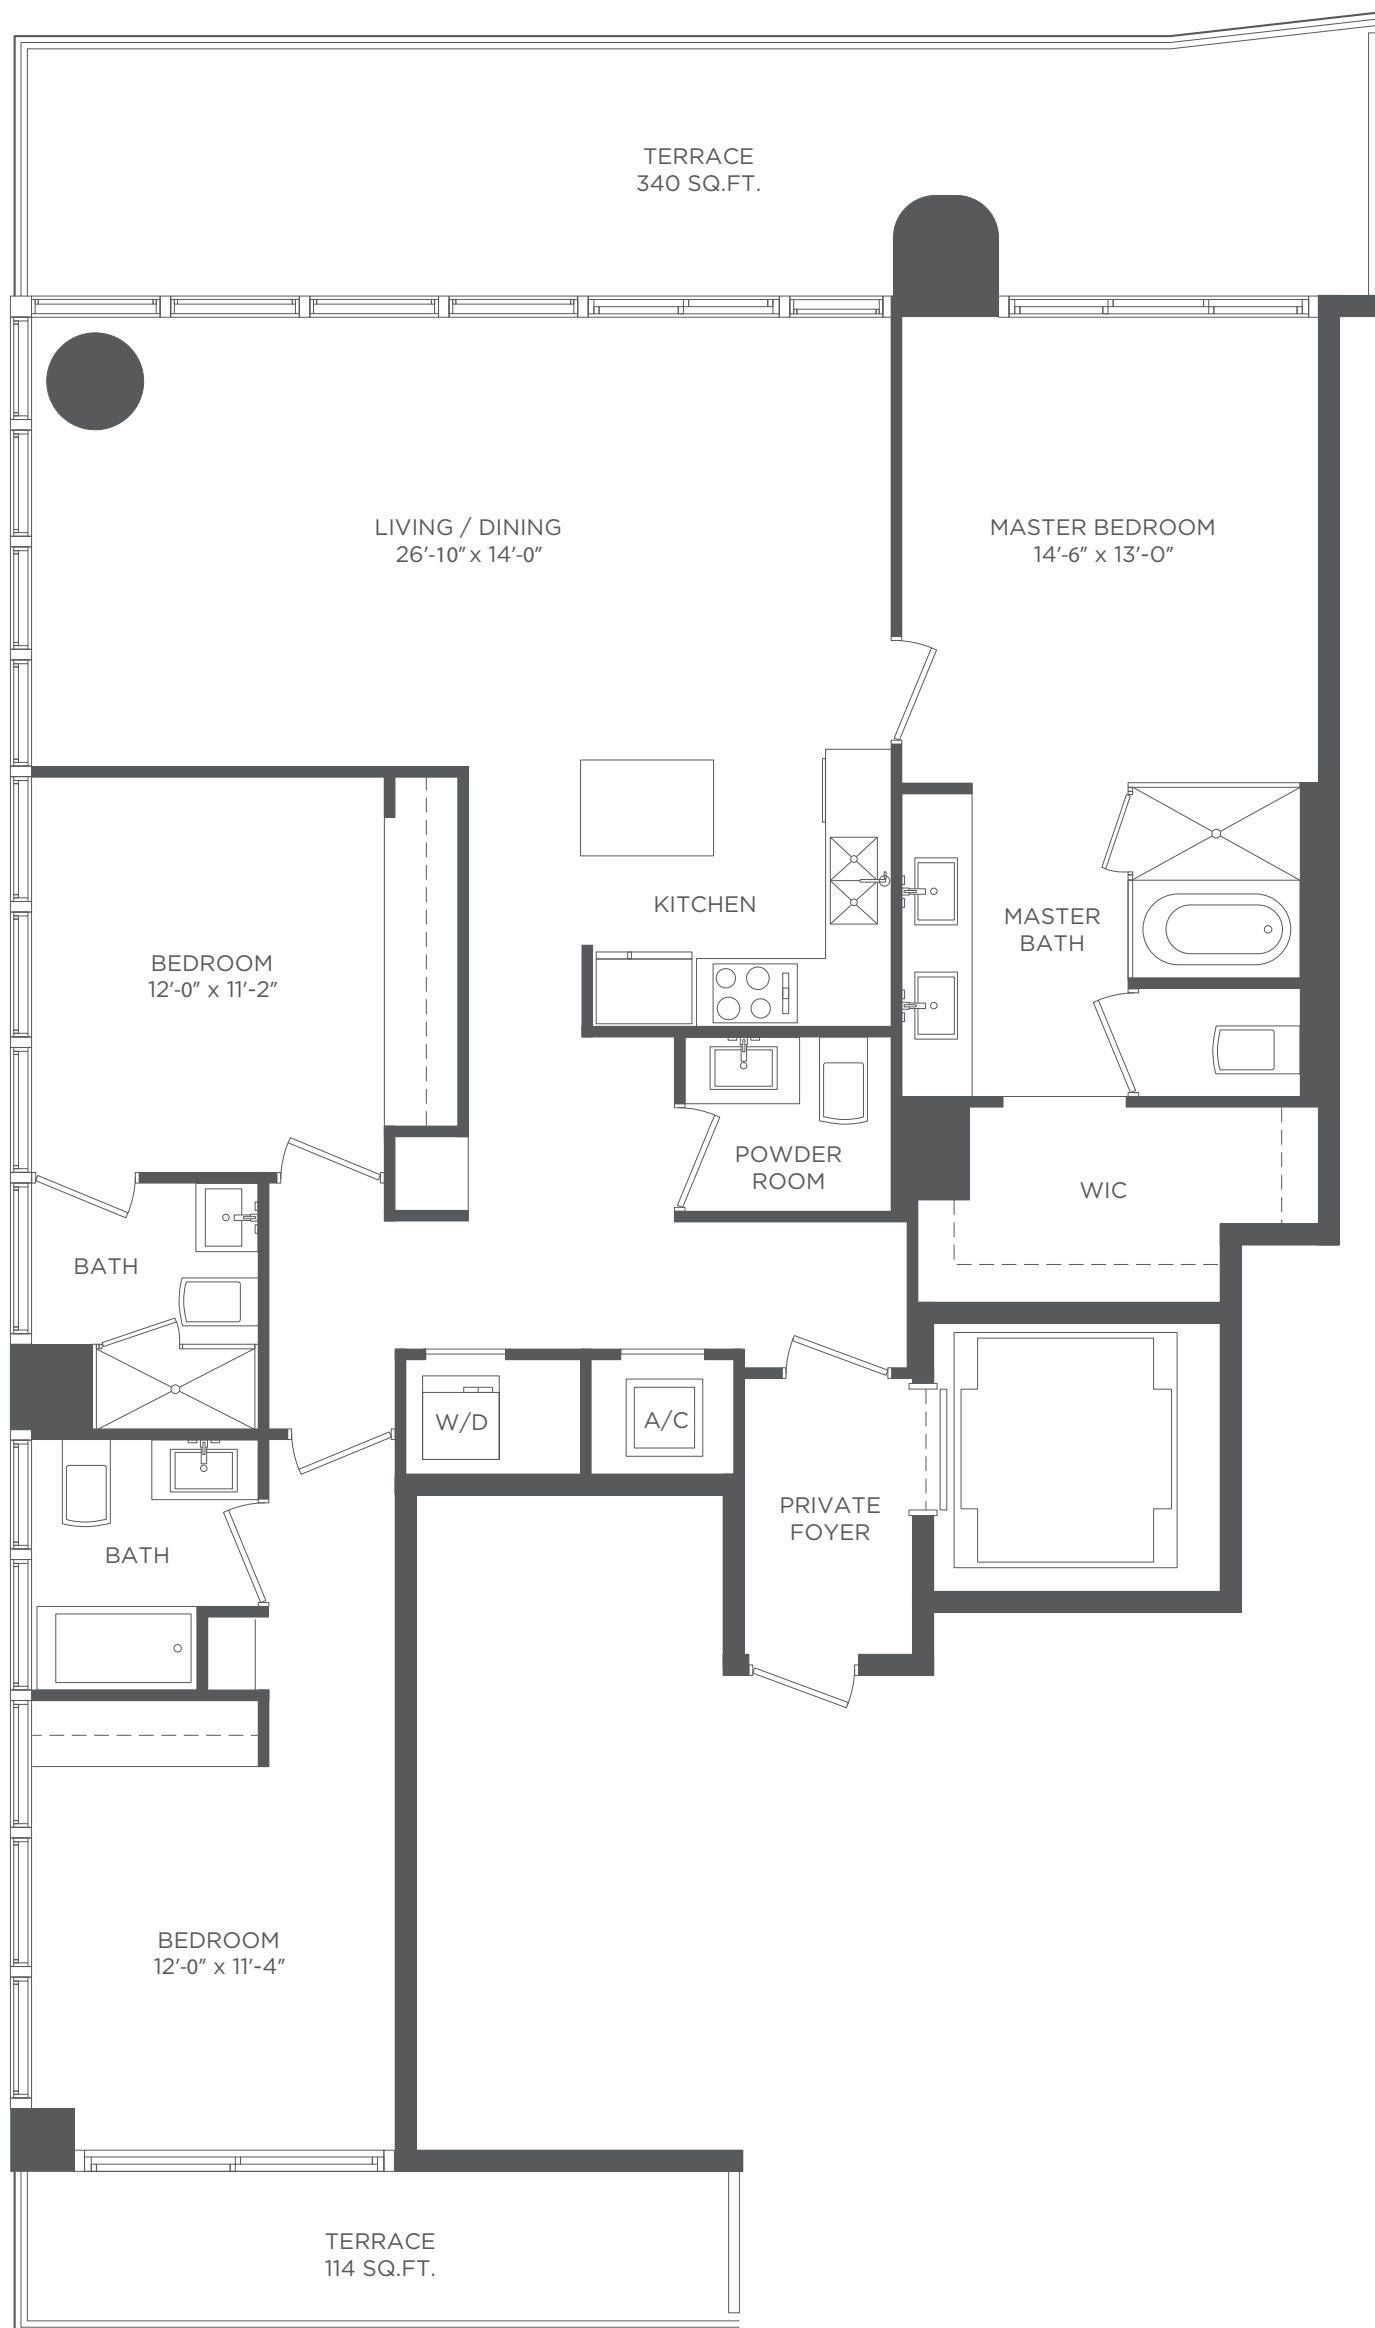 TERRACE
340 SQ.FT.
LIVING / DINING
26'-10" x 14'-0"
MASTER BEDROOM
14'-6" x 13'-0"
KITCHEN
MASTER
BATH
BEDROOM
12'-0" x 11'-2"
POWDER
ROOM
WIC
BATH
W/D
A/C
PRIVATE
FOYER
BATH
BEDROOM
12'-0" x 11'-4"
TERRACE
114 SQ.FT.